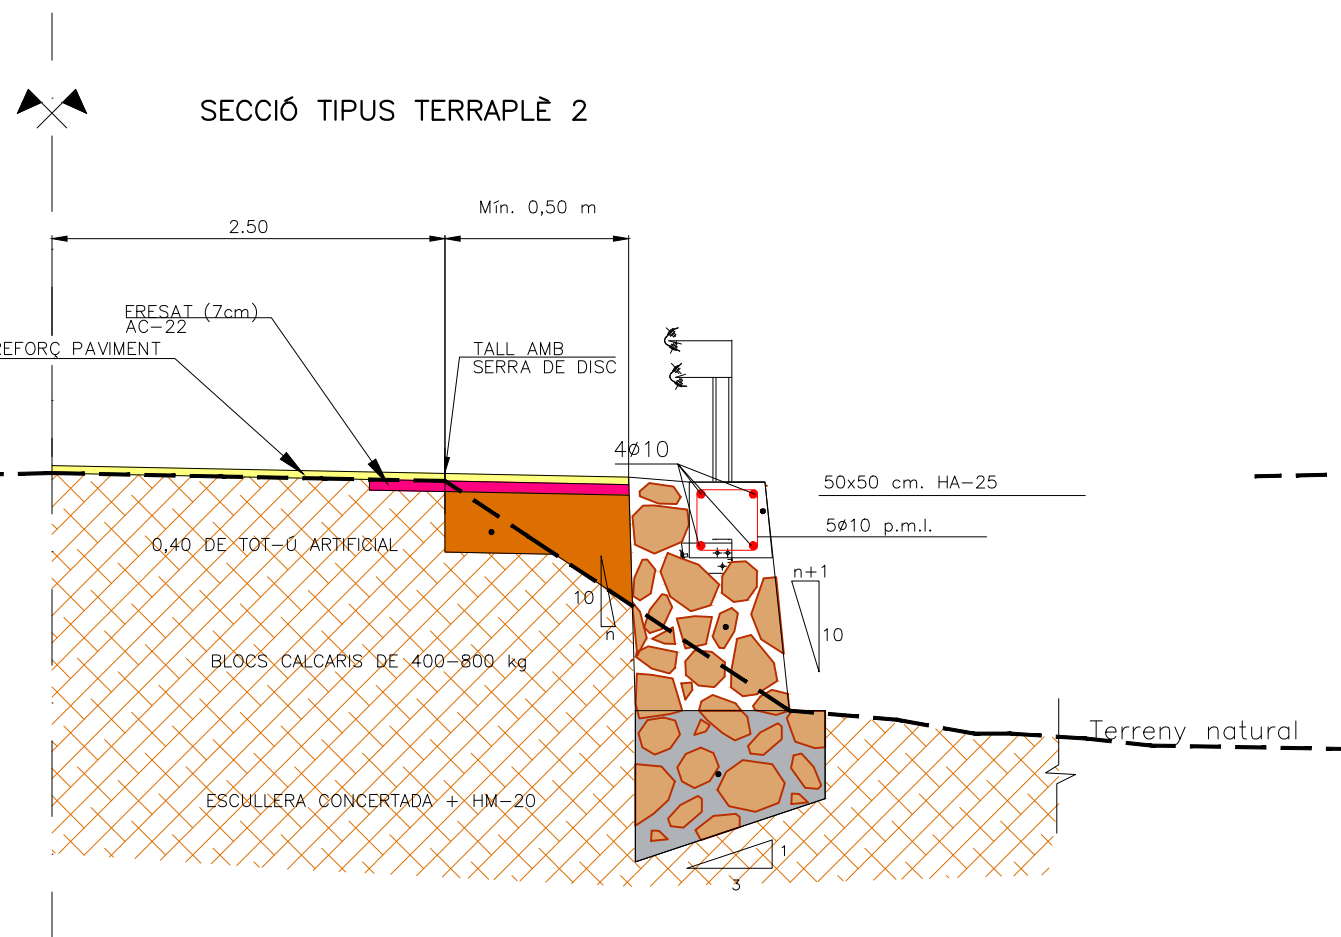 SECCIÓ TIPUS TERRAPLÈ 2
Mín. 0,50 m
2.50
FRESAT (7cm)
AC-22
REFORÇ PAVIMENT
TALL AMB
SERRA DE DISC
4ø10
50x50 cm. HA-25
5ø10 p.m.l.
0,40 DE TOT-Ú ARTIFICIAL
n+1
10
10
n
BLOCS CALCARIS DE 400-800 kg
Terreny natural
ESCULLERA CONCERTADA + HM-20
1
3